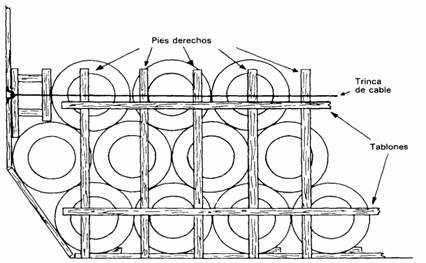 Pies derechos
Trinca
de cable
Tablones